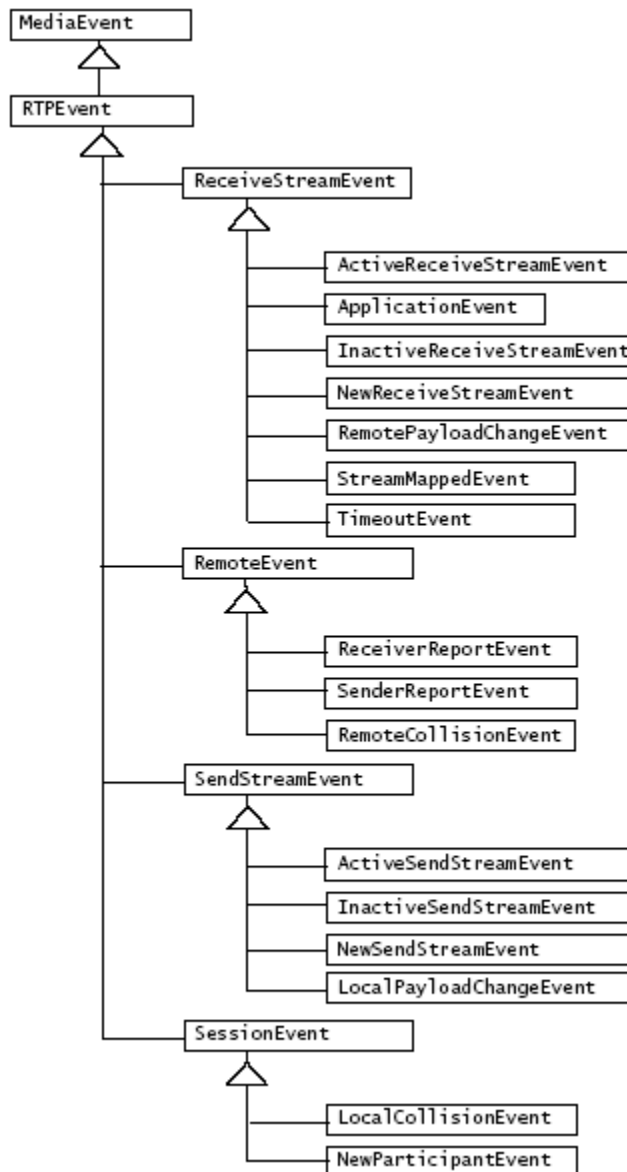 MediaEvent
RTPEvent
ReceiveStreamEvent
ActiveReceiveStreamEvent
ApplicationEvent
InactiveReceiveStreamEvent
NewReceiveStreamEvent
RemotePayloadChangeEvent
StreamMappedEvent
TimeoutEvent
RemoteEvent
ReceiverReportEvent
SenderReportEvent
RemoteCollisionEvent
SendStreamEvent
ActiveSendStreamEvent
InactiveSendStreamEvent
NewSendStreamEvent
LocalPayloadChangeEvent
SessionEvent
LocalCollisionEvent
NewParticipantEvent